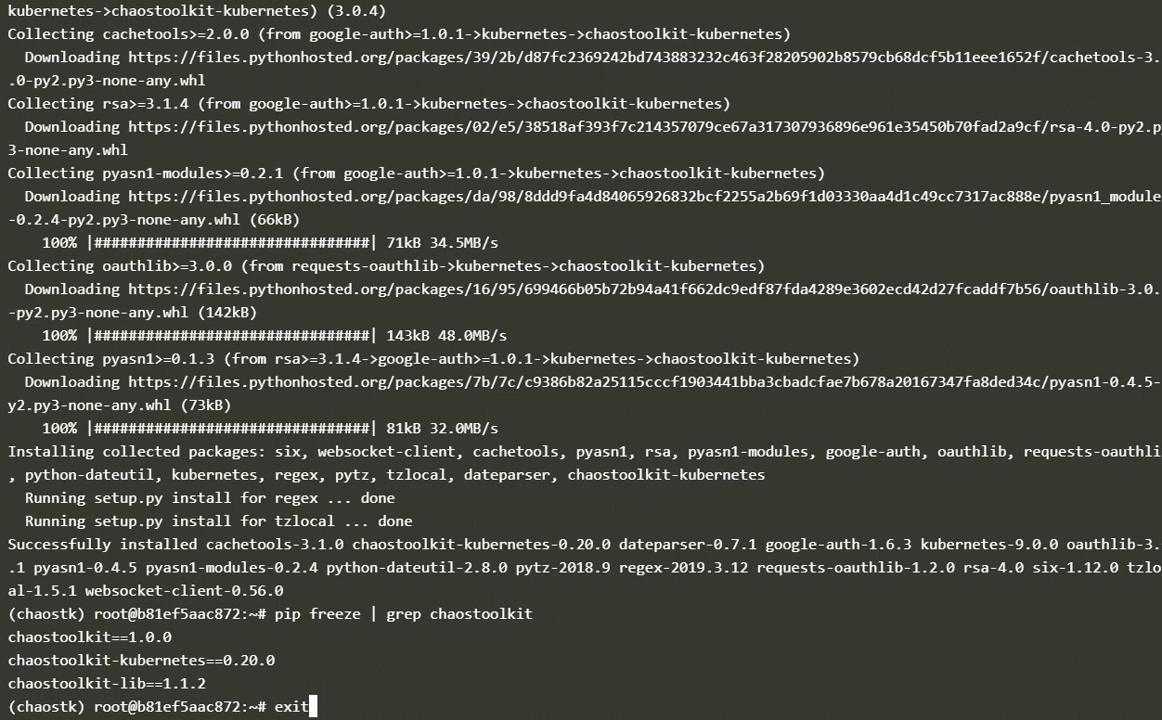 kubernetes->chaostoolkit-kubernetes) (3.0.4)
Collecting cachetools>=2.0.0 (from google-auth>=1.0.1->kubernetes->chaostoolkit-kubernetes)
  Downloading https://files.pythonhosted.org/packages/39/2b/d87fc2369242bd743883232c463f28205902b8579cb68dcf5b11eee1652f/cachetools-3.
.0-py2.py3-none-any.whl
Collecting rsa>=3.1.4 (from google-auth>=1.0.1->kubernetes->chaostoolkit-kubernetes)
  Downloading https://files.pythonhosted.org/packages/02/e5/38518af393f7c214357079ce67a317307936896e961e35450b70fad2a9cf/rsa-4.0-py2.p
3-none-any.whl
Collecting pyasn1-modules>=0.2.1 (from google-auth>=1.0.1->kubernetes->chaostoolkit-kubernetes)
  Downloading https://files.pythonhosted.org/packages/da/98/8ddd9fa4d84065926832bcf2255a2b69f1d03330aa4d1c49cc7317ac888e/pyasn1_module
-0.2.4-py2.py3-none-any.whl (66kB)
    100% |################################| 71kB 34.5MB/s
Collecting oauthlib>=3.0.0 (from requests-oauthlib->kubernetes->chaostoolkit-kubernetes)
  Downloading https://files.pythonhosted.org/packages/16/95/699466b05b72b94a41f662dc9edf87fda4289e3602ecd42d27fcaddf7b56/oauthlib-3.0.
-py2.py3-none-any.whl (142kB)
    100% |################################| 143kB 48.0MB/s
Collecting pyasn1>=0.1.3 (from rsa>=3.1.4->google-auth>=1.0.1->kubernetes->chaostoolkit-kubernetes)
  Downloading https://files.pythonhosted.org/packages/7b/7c/c9386b82a25115cccf1903441bba3cbadcfae7b678a20167347fa8ded34c/pyasn1-0.4.5-
y2.py3-none-any.whl (73kB)
    100% |################################| 81kB 32.0MB/s
Installing collected packages: six, websocket-client, cachetools, pyasn1, rsa, pyasn1-modules, google-auth, oauthlib, requests-oauthli
, python-dateutil, kubernetes, regex, pytz, tzlocal, dateparser, chaostoolkit-kubernetes
  Running setup.py install for regex ... done
  Running setup.py install for tzlocal ... done
Successfully installed cachetools-3.1.0 chaostoolkit-kubernetes-0.20.0 dateparser-0.7.1 google-auth-1.6.3 kubernetes-9.0.0 oauthlib-3.
.1 pyasn1-0.4.5 pyasn1-modules-0.2.4 python-dateutil-2.8.0 pytz-2018.9 regex-2019.3.12 requests-oauthlib-1.2.0 rsa-4.0 six-1.12.0 tzlo
al-1.5.1 websocket-client-0.56.0
(chaostk) root@b81ef5aac872:~# pip freeze | grep chaostoolkit
chaostoolkit==1.0.0
chaostoolkit-kubernetes==0.20.0
chaostoolkit-lib==1.1.2
(chaostk) root@b81ef5aac872:~# exit